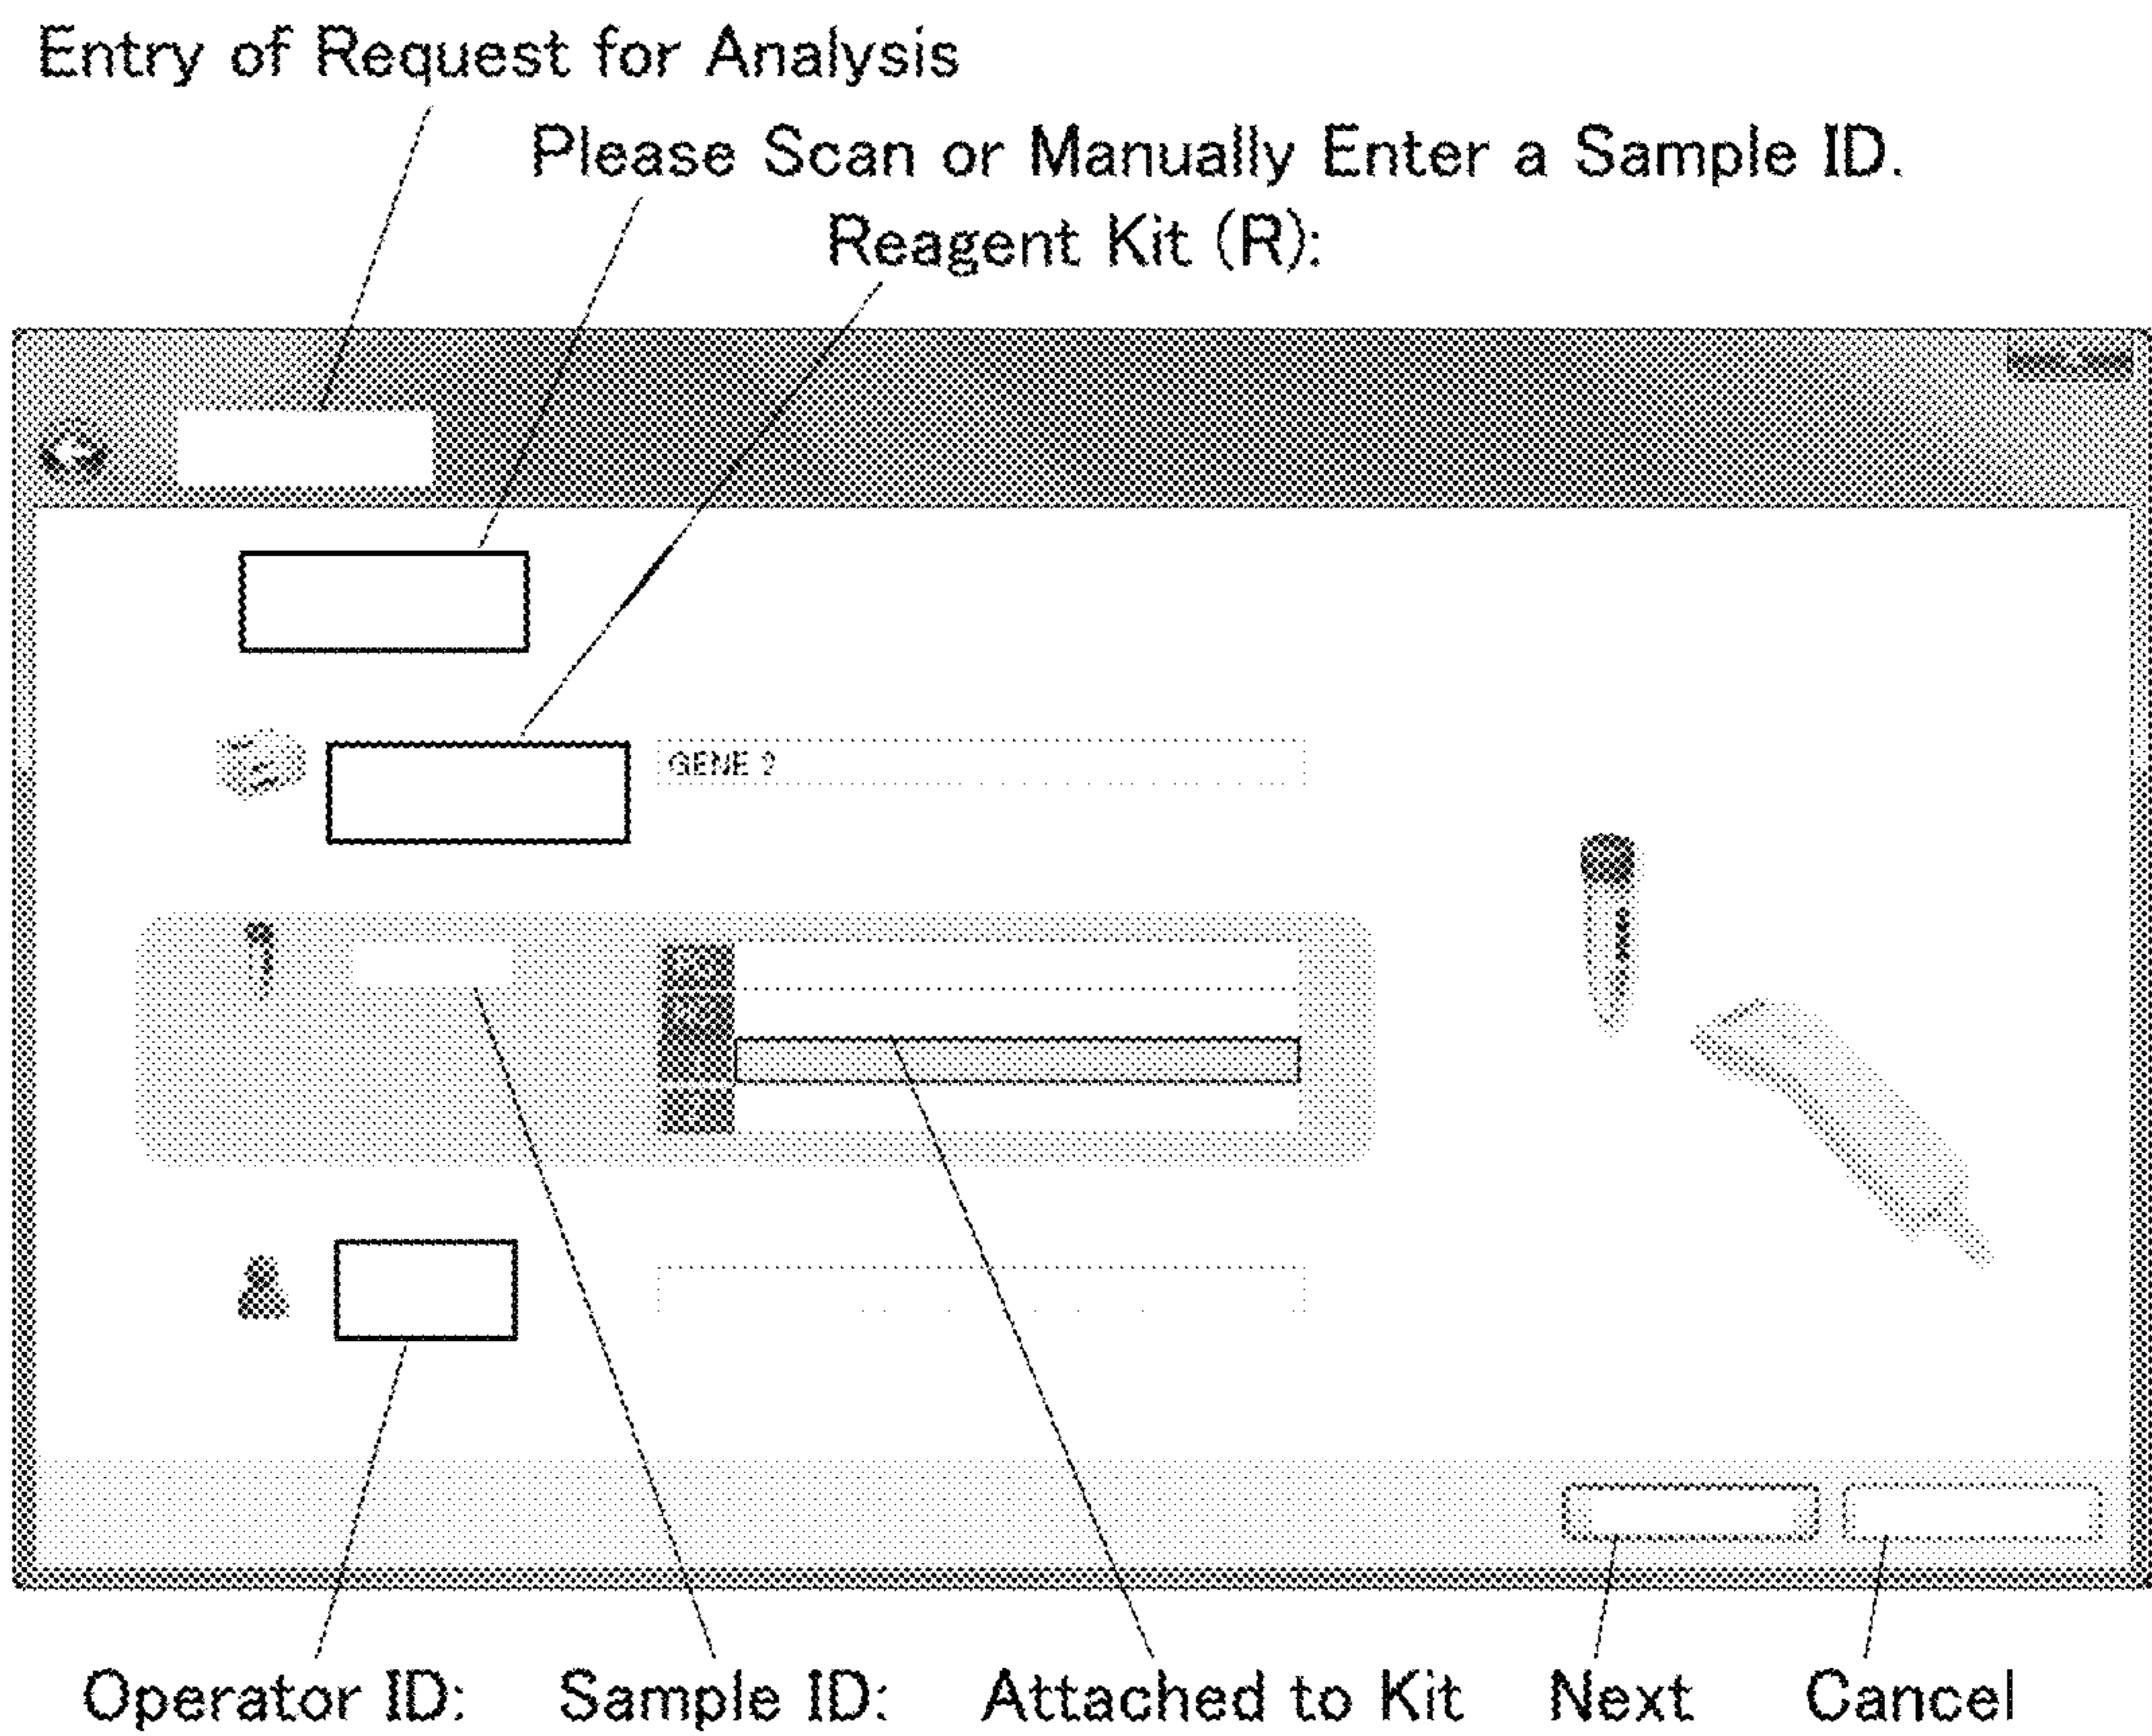 Entry of Request for Analysis
Please Scan or Manually Enter a Sample ID.
Reagent Kit (R):
GENE 2
Operator ID:
Sample ID:
Attached to Kit
Next
Cancel